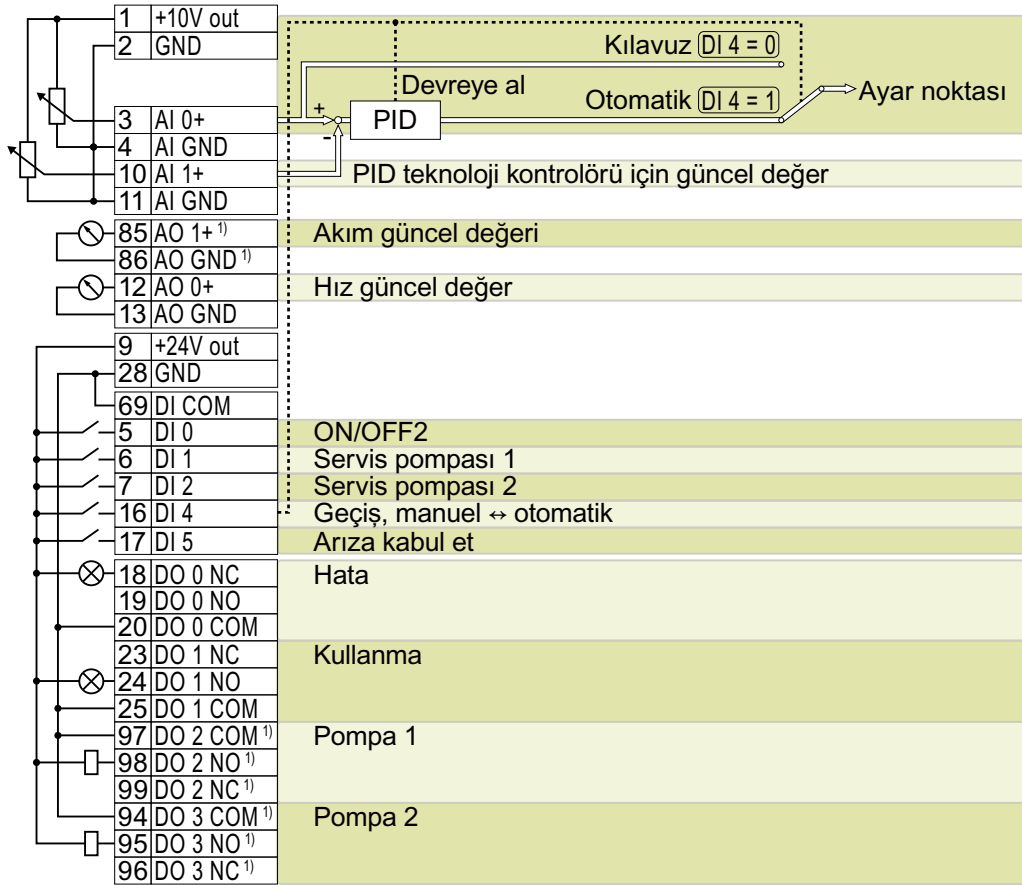 1 +10V out
2 GND
Kılavuz DI 4 = 0
Devreye al
Otomatik DI 4 = 1
Ayar noktası
3 AI 0+
+
-
PID
4 AI GND
10 AI 1+ PID teknoloji kontrolörü için güncel değer
11 AI GND
85 AO 1+ 1) Akım güncel değeri
86 AO GND 1)
12 AO 0+ Hız güncel değer
13 AO GND
9 +24V out
28 GND
69 DI COM
5 DI 0 ON/OFF2
6 DI 1 Servis pompası 1
7 DI 2 Servis pompası 2
16 DI 4 Geçiş, manuel ↔ otomatik
17 DI 5 Arıza kabul et
18 DO 0 NC Hata
19 DO 0 NO
20 DO 0 COM
23 DO 1 NC Kullanma
24 DO 1 NO
25 DO 1 COM
97 DO 2 COM 1) Pompa 1
98 DO 2 NO 1)
99 DO 2 NC 1)
94 DO 3 COM 1) Pompa 2
95 DO 3 NO 1)
96 DO 3 NC 1)